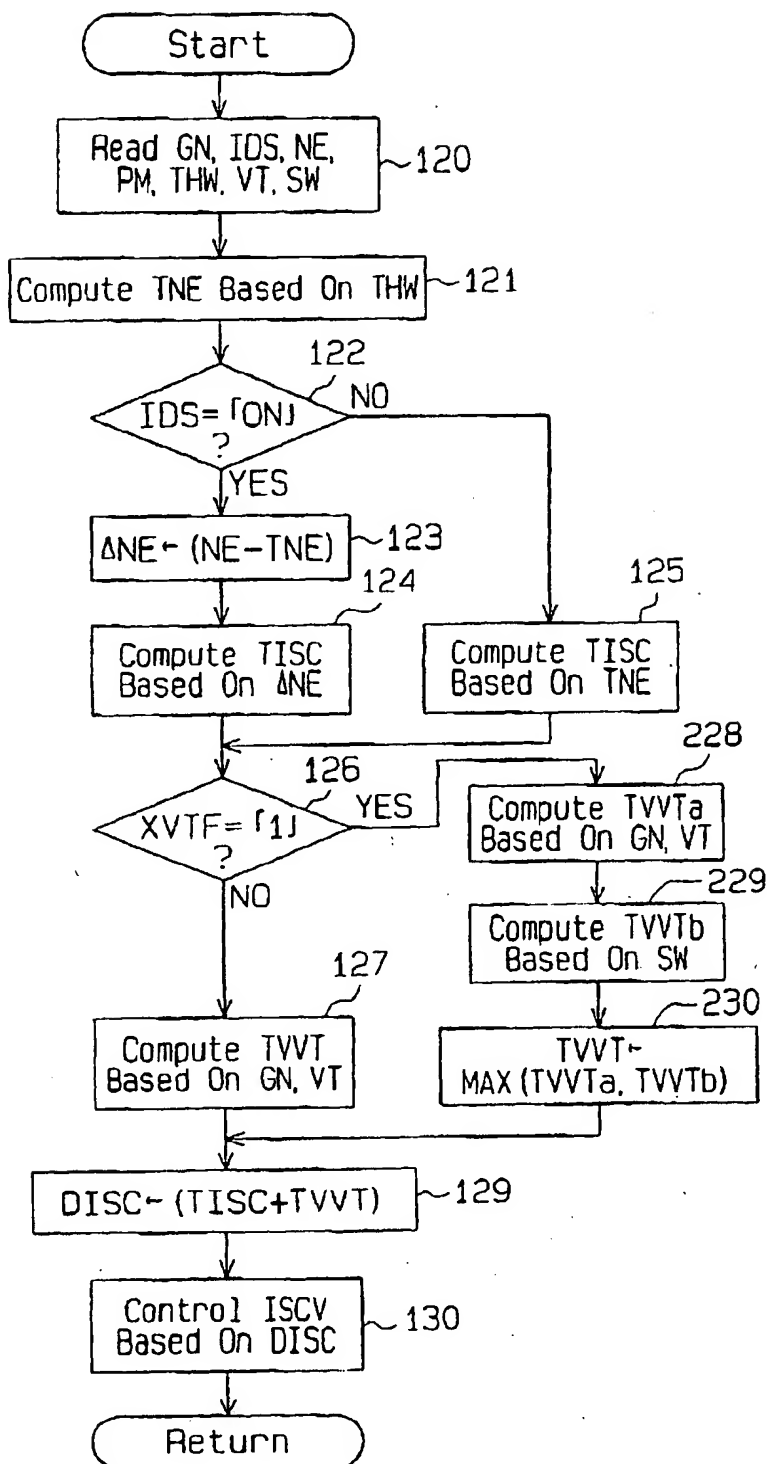 Start
Read GN, IDS, NE,
PM, THW, VT, SW
120
Compute TNE Based On THW
121
122
IDS=「ON」
?
NO
YES
ΔNE←(NE−TNE)
123
124
Compute TISC
Based On ΔNE
125
Compute TISC
Based On TNE
126
XVTF=「1」
?
YES
NO
228
Compute TVVTa
Based On GN, VT
229
Compute TVVTb
Based On SW
230
TVVT←
MAX(TVVTa, TVVTb)
127
Compute TVVT
Based On GN, VT
DISC←(TISC+TVVT)
129
Control ISCV
Based On DISC
130
Return